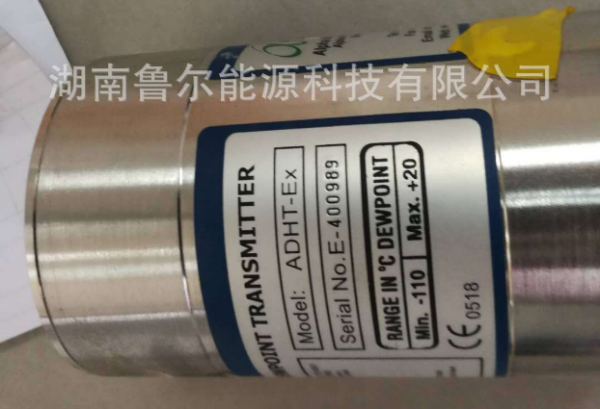 湖南鲁尔能源科技有限公司
POINT TRANSMITTER
Model: ADHT-Ex
Serial No. E-400989
RANGE IN °C DEWPOINT
Min. -110 Max. +20
CE 0518